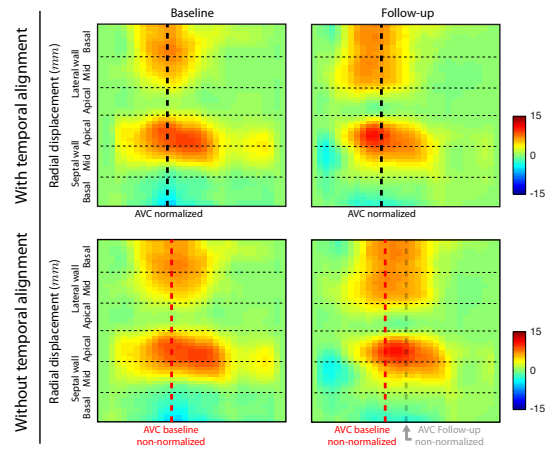 Baseline
Follow-up
With temporal alignment
Radial displacement (mm)
Septal wall
Lateral wall
Basal
Mid
Apical
Apical
Mid
Basal
15
0
-15
AVC normalized
AVC normalized
Without temporal alignment
Radial displacement (mm)
Septal wall
Lateral wall
Basal
Mid
Apical
Apical
Mid
Basal
15
0
-15
AVC baseline
non-normalized
AVC baseline
non-normalized
AVC Follow-up
non-normalized